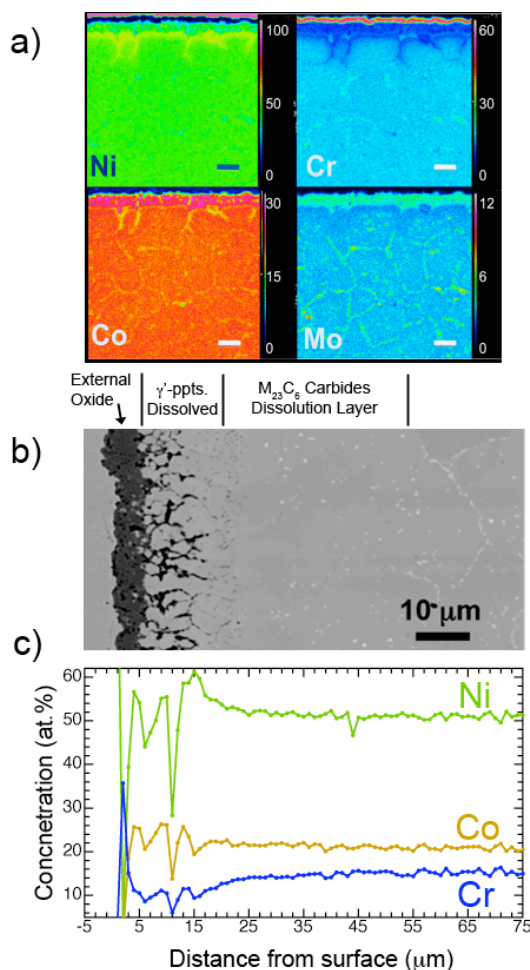 a)
100
50
0
Ni
60
30
0
Cr
30
15
0
Co
12
6
0
Mo
External
Oxide
γ'-ppts.
Dissolved
M23C6 Carbides
Dissolution Layer
b)
10 μm
c)
60
50
40
30
20
10
Concnetration (at.%)
Ni
Co
Cr
-5 5 15 25 35 45 55 65 75
Distance from surface (μm)